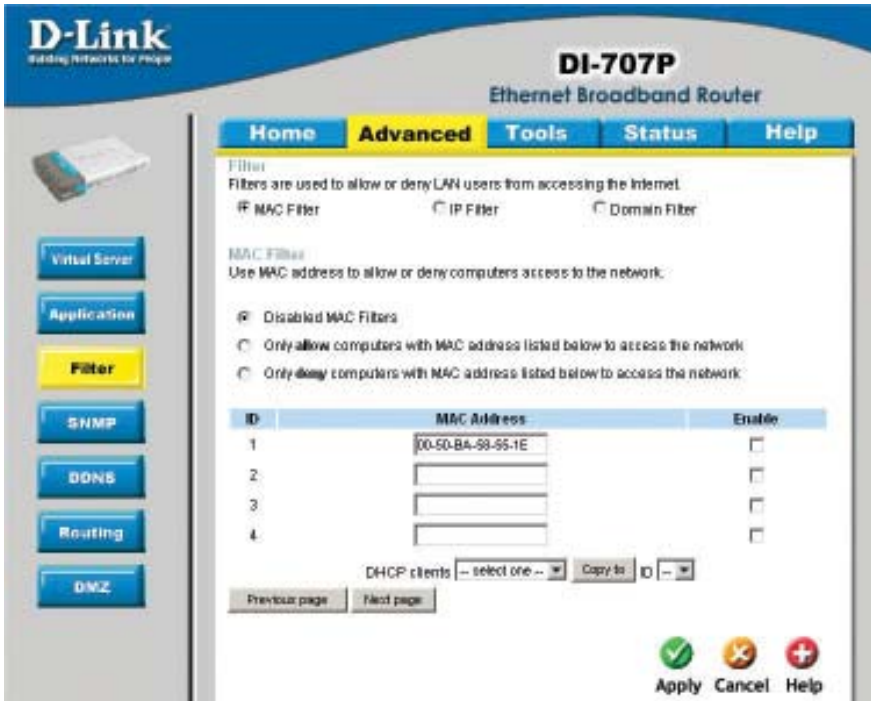 D-Link
Building Networks for People
DI-707P
Ethernet Broadband Router
Home Advanced Tools Status Help
Filter
Filters are used to allow or deny LAN users from accessing the Internet.
MAC Filter IP Filter Domain Filter
MAC Filter
Use MAC address to allow or deny computers access to the network.
Disabled MAC Filters
Only allow computers with MAC address listed below to access the network
Only deny computers with MAC address listed below to access the network
ID MAC Address Enable
1 00-50-BA-58-55-1E
2
3
4
DHCP clients -- select one -- Copy to ID --
Previous page Next page
Apply Cancel Help
Virtual Server
Application
Filter
SNMP
DDNS
Routing
DMZ